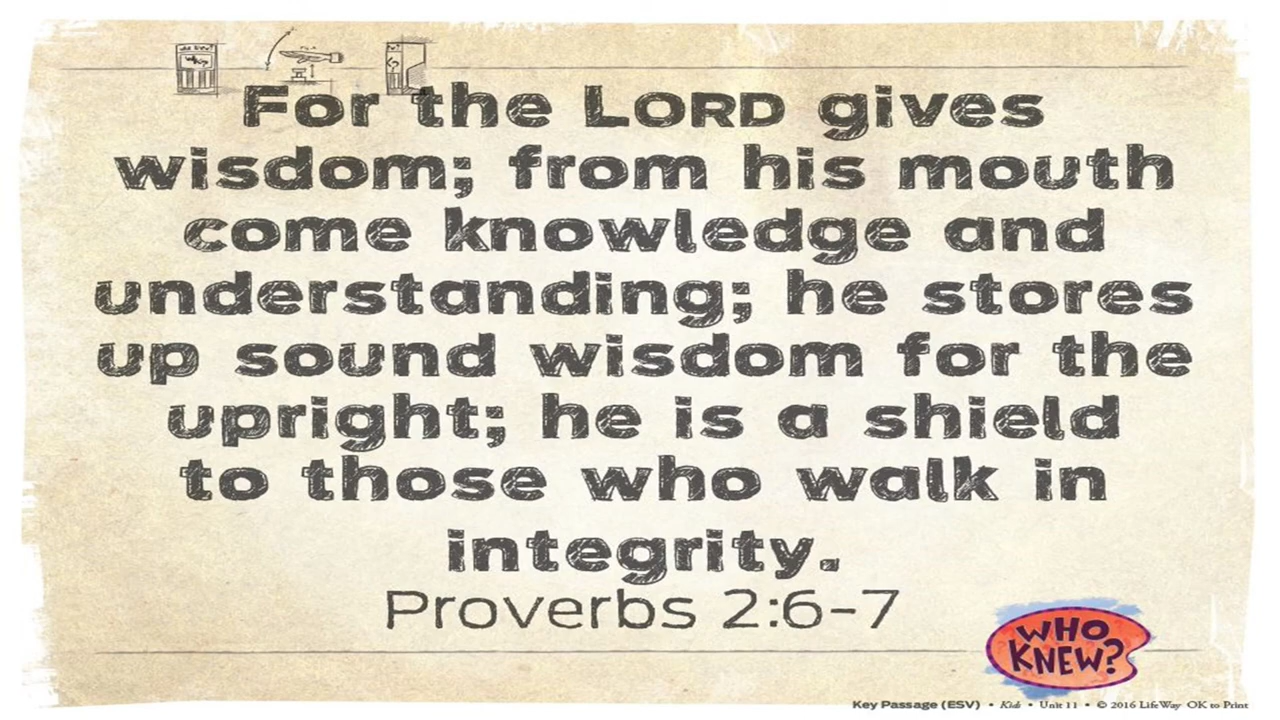 For the LORD gives
wisdom; from his mouth
come knowledge and
understanding; he stores
up sound wisdom for the
upright; he is a shield
to those who walk in
integrity.
Proverbs 2:6-7
WHO
KNEW?
Key Passage (ESV) • Kids • Unit 11 • © 2016 LifeWay OK to Print